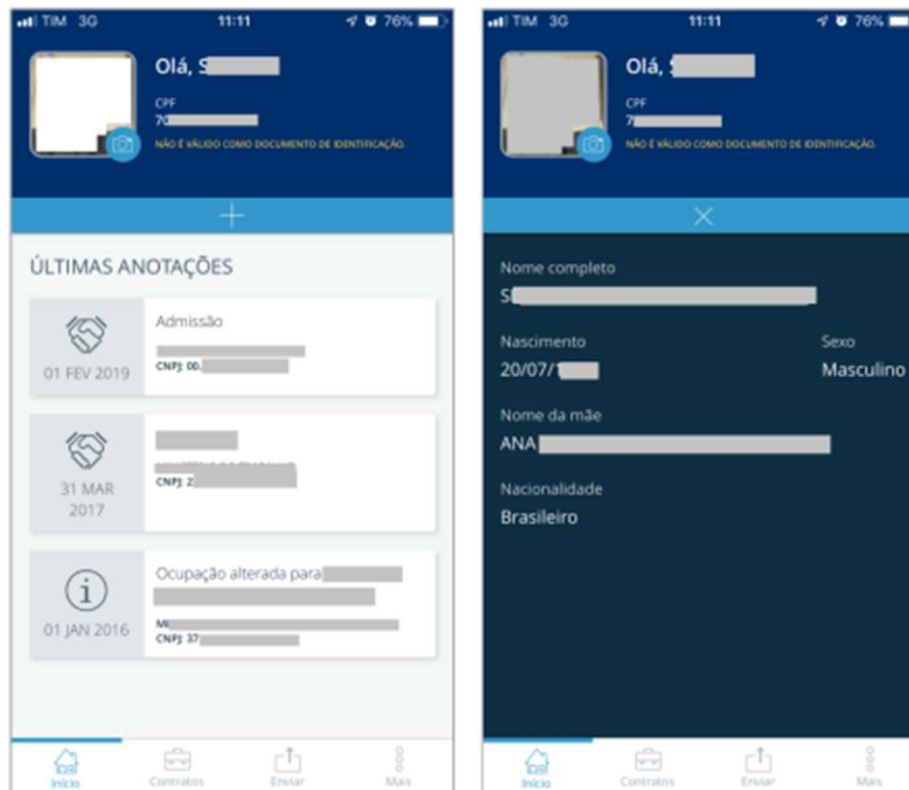 TIM 3G 11:11 76%
Olá, S
CPF
70
NÃO É VÁLIDO COMO DOCUMENTO DE IDENTIFICAÇÃO.
ÚLTIMAS ANOTAÇÕES
Admissão
CNPJ: 00.
01 FEV 2019
CNPJ: 2
31 MAR
2017
Ocupação alterada para
MI
CNPJ: 37
01 JAN 2016
Início Contratos Enviar Mais
TIM 3G 11:11 76%
Olá, S
CPF
7
NÃO É VÁLIDO COMO DOCUMENTO DE IDENTIFICAÇÃO.
Nome completo
S
Nascimento Sexo
20/07/1 Masculino
Nome da mãe
ANA
Nacionalidade
Brasileiro
Início Contratos Enviar Mais